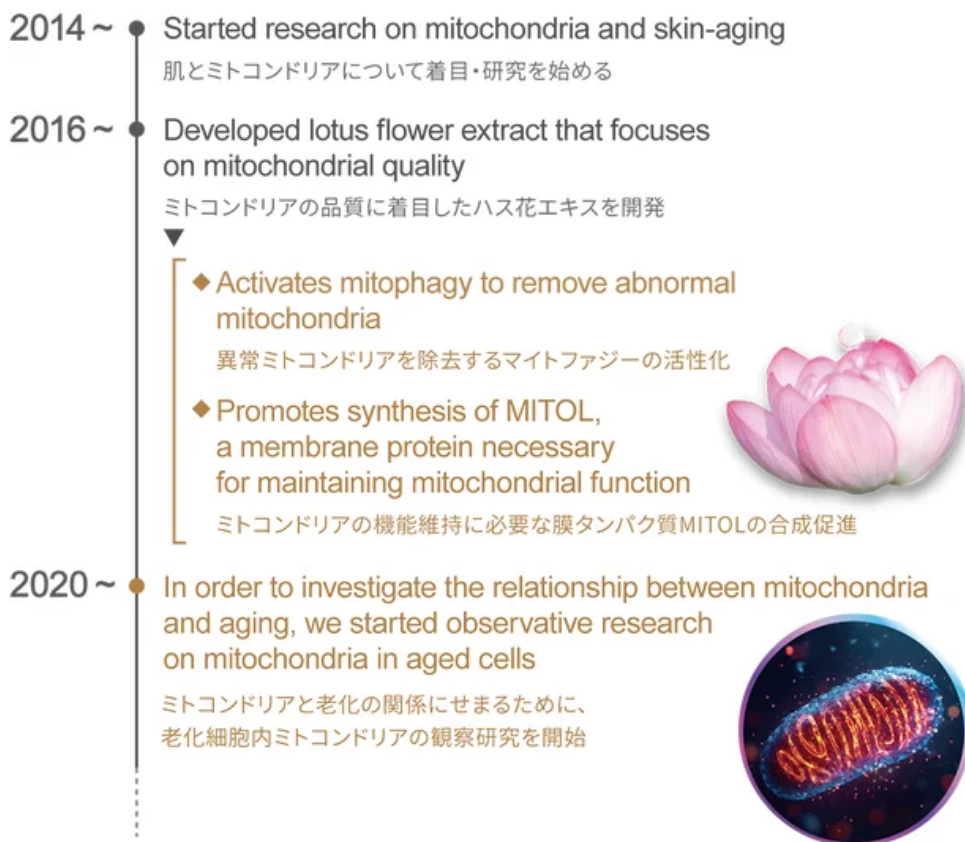 2014~ Started research on mitochondria and skin-aging
肌とミトコンドリアについて着目・研究を始める
2016~ Developed lotus flower extract that focuses
on mitochondrial quality
ミトコンドリアの品質に着目したハス花エキスを開発
▼
◆Activates mitophagy to remove abnormal
mitochondria
異常ミトコンドリアを除去するマイトファジーの活性化
◆Promotes synthesis of MITOL,
a membrane protein necessary
for maintaining mitochondrial function
ミトコンドリアの機能維持に必要な膜タンパク質MITOLの合成促進
2020~ In order to investigate the relationship between mitochondria
and aging, we started observative research
on mitochondria in aged cells
ミトコンドリアと老化の関係にせまるために、
老化細胞内ミトコンドリアの観察研究を開始